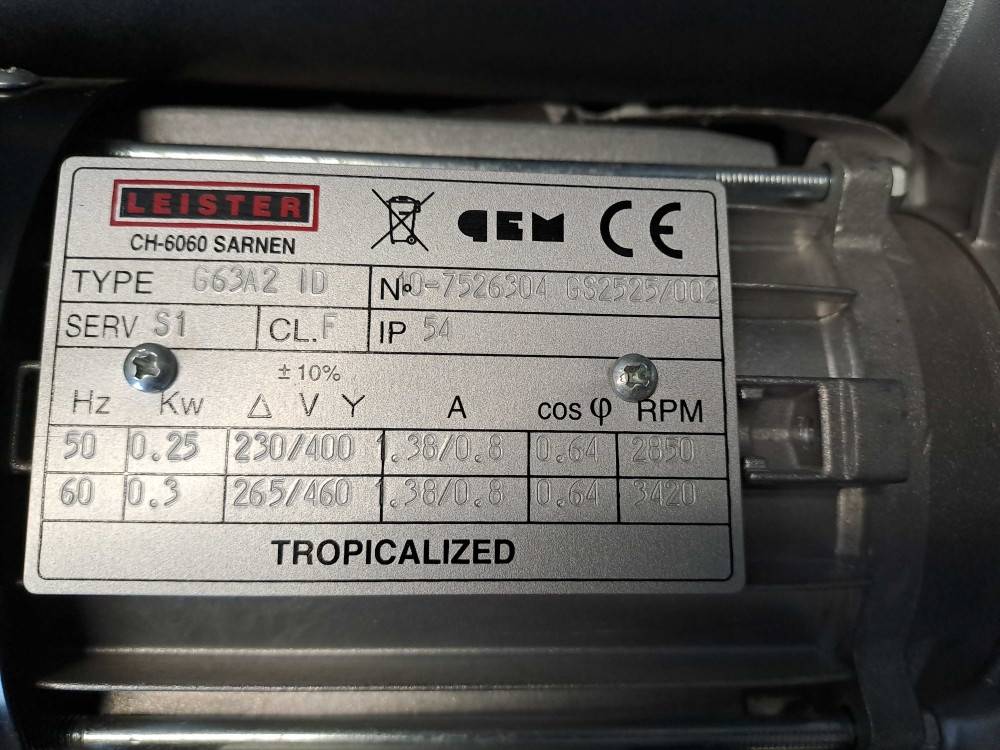 LEISTER
CH-6060 SARNEN
GEM CE
TYPE G63A2 ID Nº 10-7526304 GS2525/002
SERV S1 CL.F IP 54
±10%
Hz Kw Δ V Y A cos φ RPM
50 0.25 230/400 1.38/0.8 0.64 2850
60 0.3 265/460 1.38/0.8 0.64 3420
TROPICALIZED